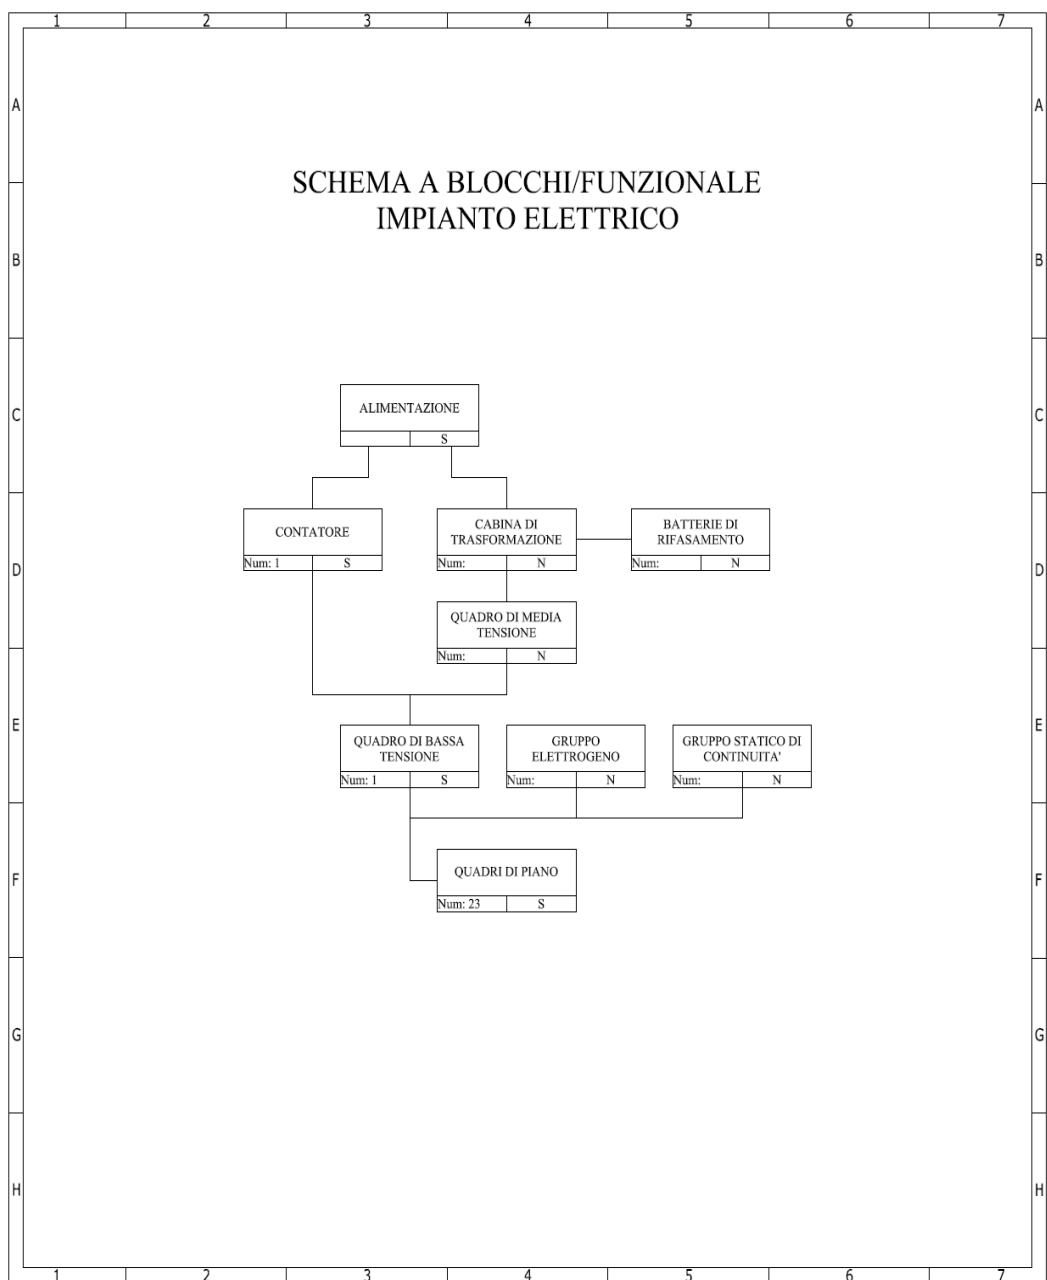 1 2 3 4 5 6 7
A A
SCHEMA A BLOCCHI/FUNZIONALE
IMPIANTO ELETTRICO
B B
ALIMENTAZIONE
S
C C
CONTATORE
Num: 1 S
CABINA DI
TRASFORMAZIONE
Num: N
BATTERIE DI
RIFASAMENTO
Num: N
D D
QUADRO DI MEDIA
TENSIONE
Num: N
E E
QUADRO DI BASSA
TENSIONE
Num: 1 S
GRUPPO
ELETTROGENO
Num: N
GRUPPO STATICO DI
CONTINUITA'
Num: N
QUADRI DI PIANO
Num: 23 S
F F
G G
H H
1 2 3 4 5 6 7